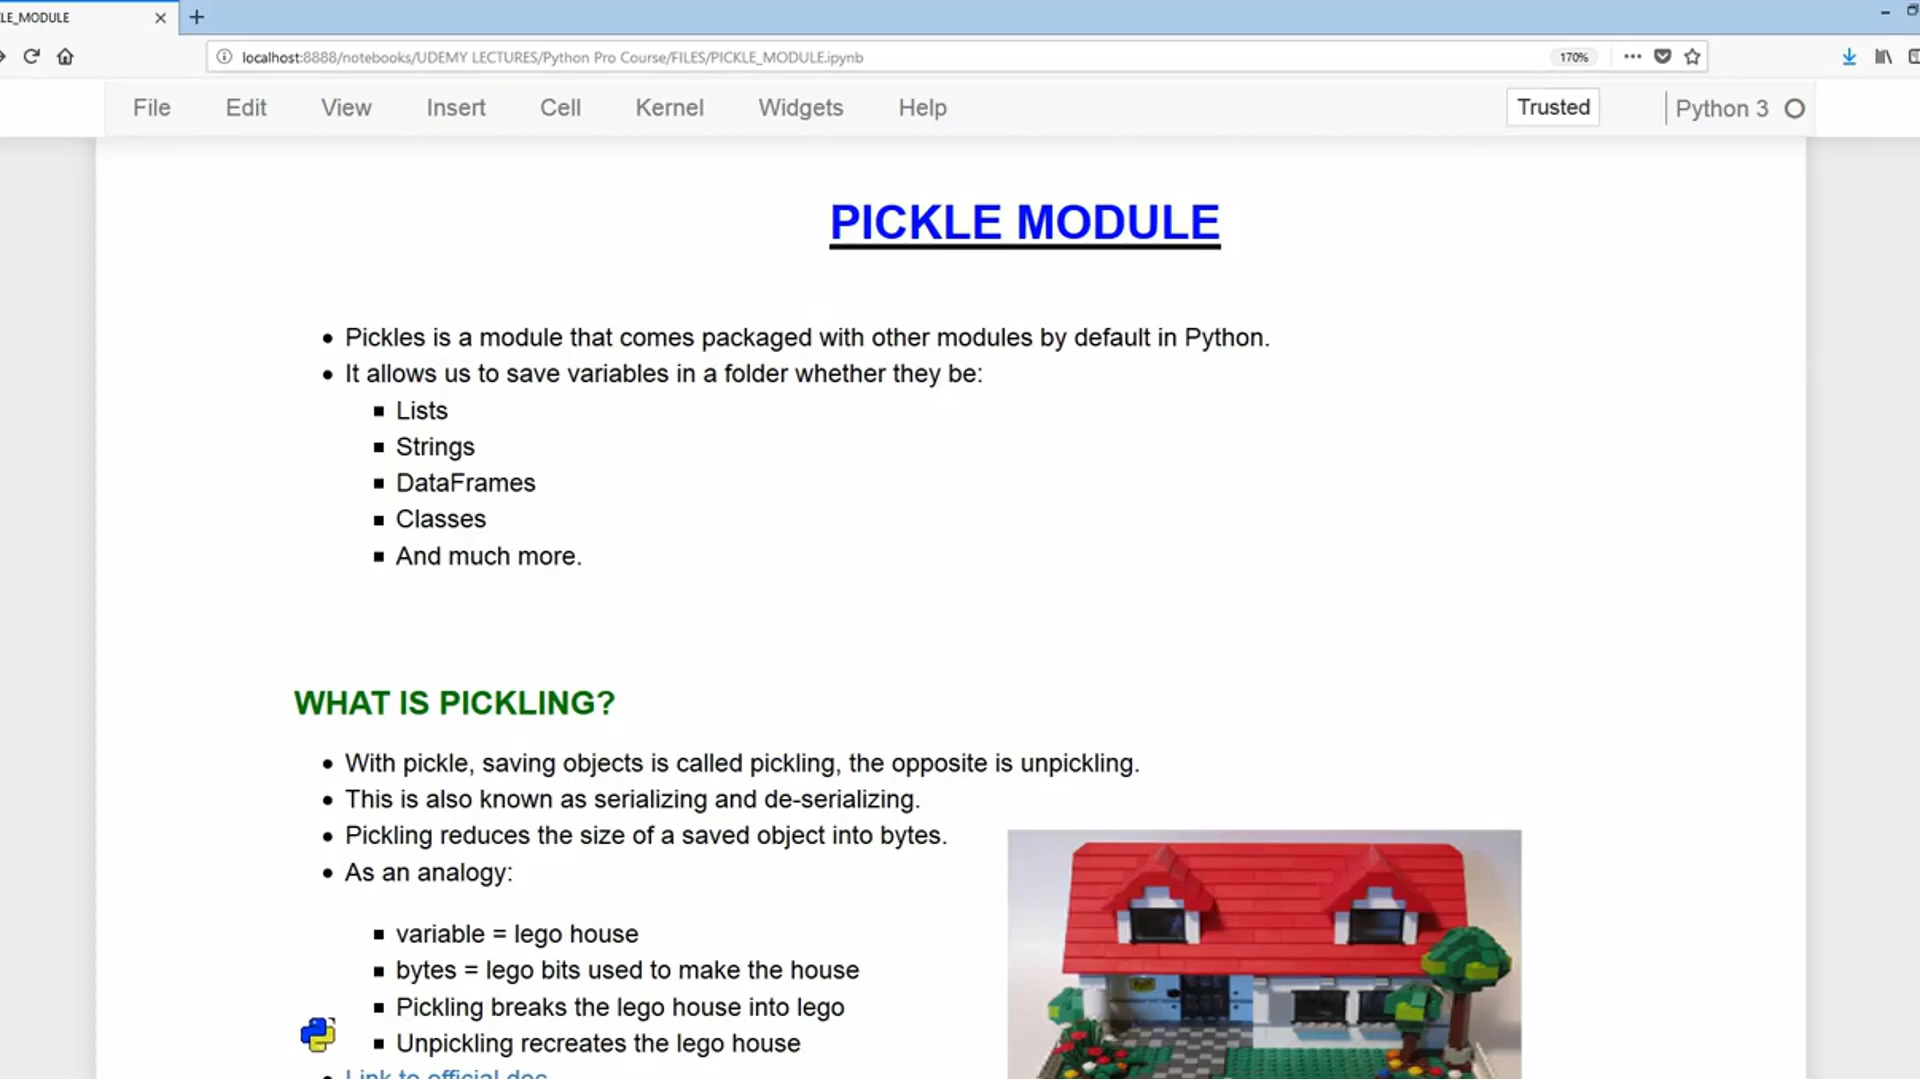 LE_MODULE
localhost:8888/notebooks/UDEMY LECTURES/Python Pro Course/FILES/PICKLE_MODULE.ipynb
170%
File Edit View Insert Cell Kernel Widgets Help
Trusted
Python 3
PICKLE MODULE
Pickles is a module that comes packaged with other modules by default in Python.
It allows us to save variables in a folder whether they be:
Lists
Strings
DataFrames
Classes
And much more.
WHAT IS PICKLING?
With pickle, saving objects is called pickling, the opposite is unpickling.
This is also known as serializing and de-serializing.
Pickling reduces the size of a saved object into bytes.
As an analogy:
variable = lego house
bytes = lego bits used to make the house
Pickling breaks the lego house into lego
Unpickling recreates the lego house
Link to official doc